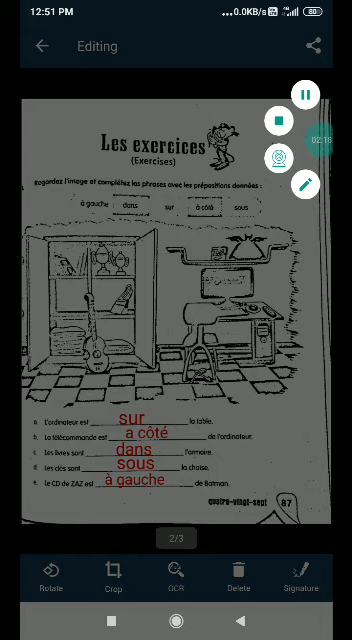 12:51 PM
...0.0KB/s 4G 80
Editing
02:16
Les exercices
(Exercises)
Regardez l'image et complétez les phrases avec les prépositions données :
à gauche dans sur à côté sous
a. L'ordinateur est sur la table.
b. La télécommande est a côté de l'ordinateur.
c. Les livres sont dans l'armoire.
d. Les clés sont sous la chaise.
e. Le CD de ZAZ est à gauche de Batman.
quatre-vingt-sept 87
2/3
Rotate Crop OCR Delete Signature